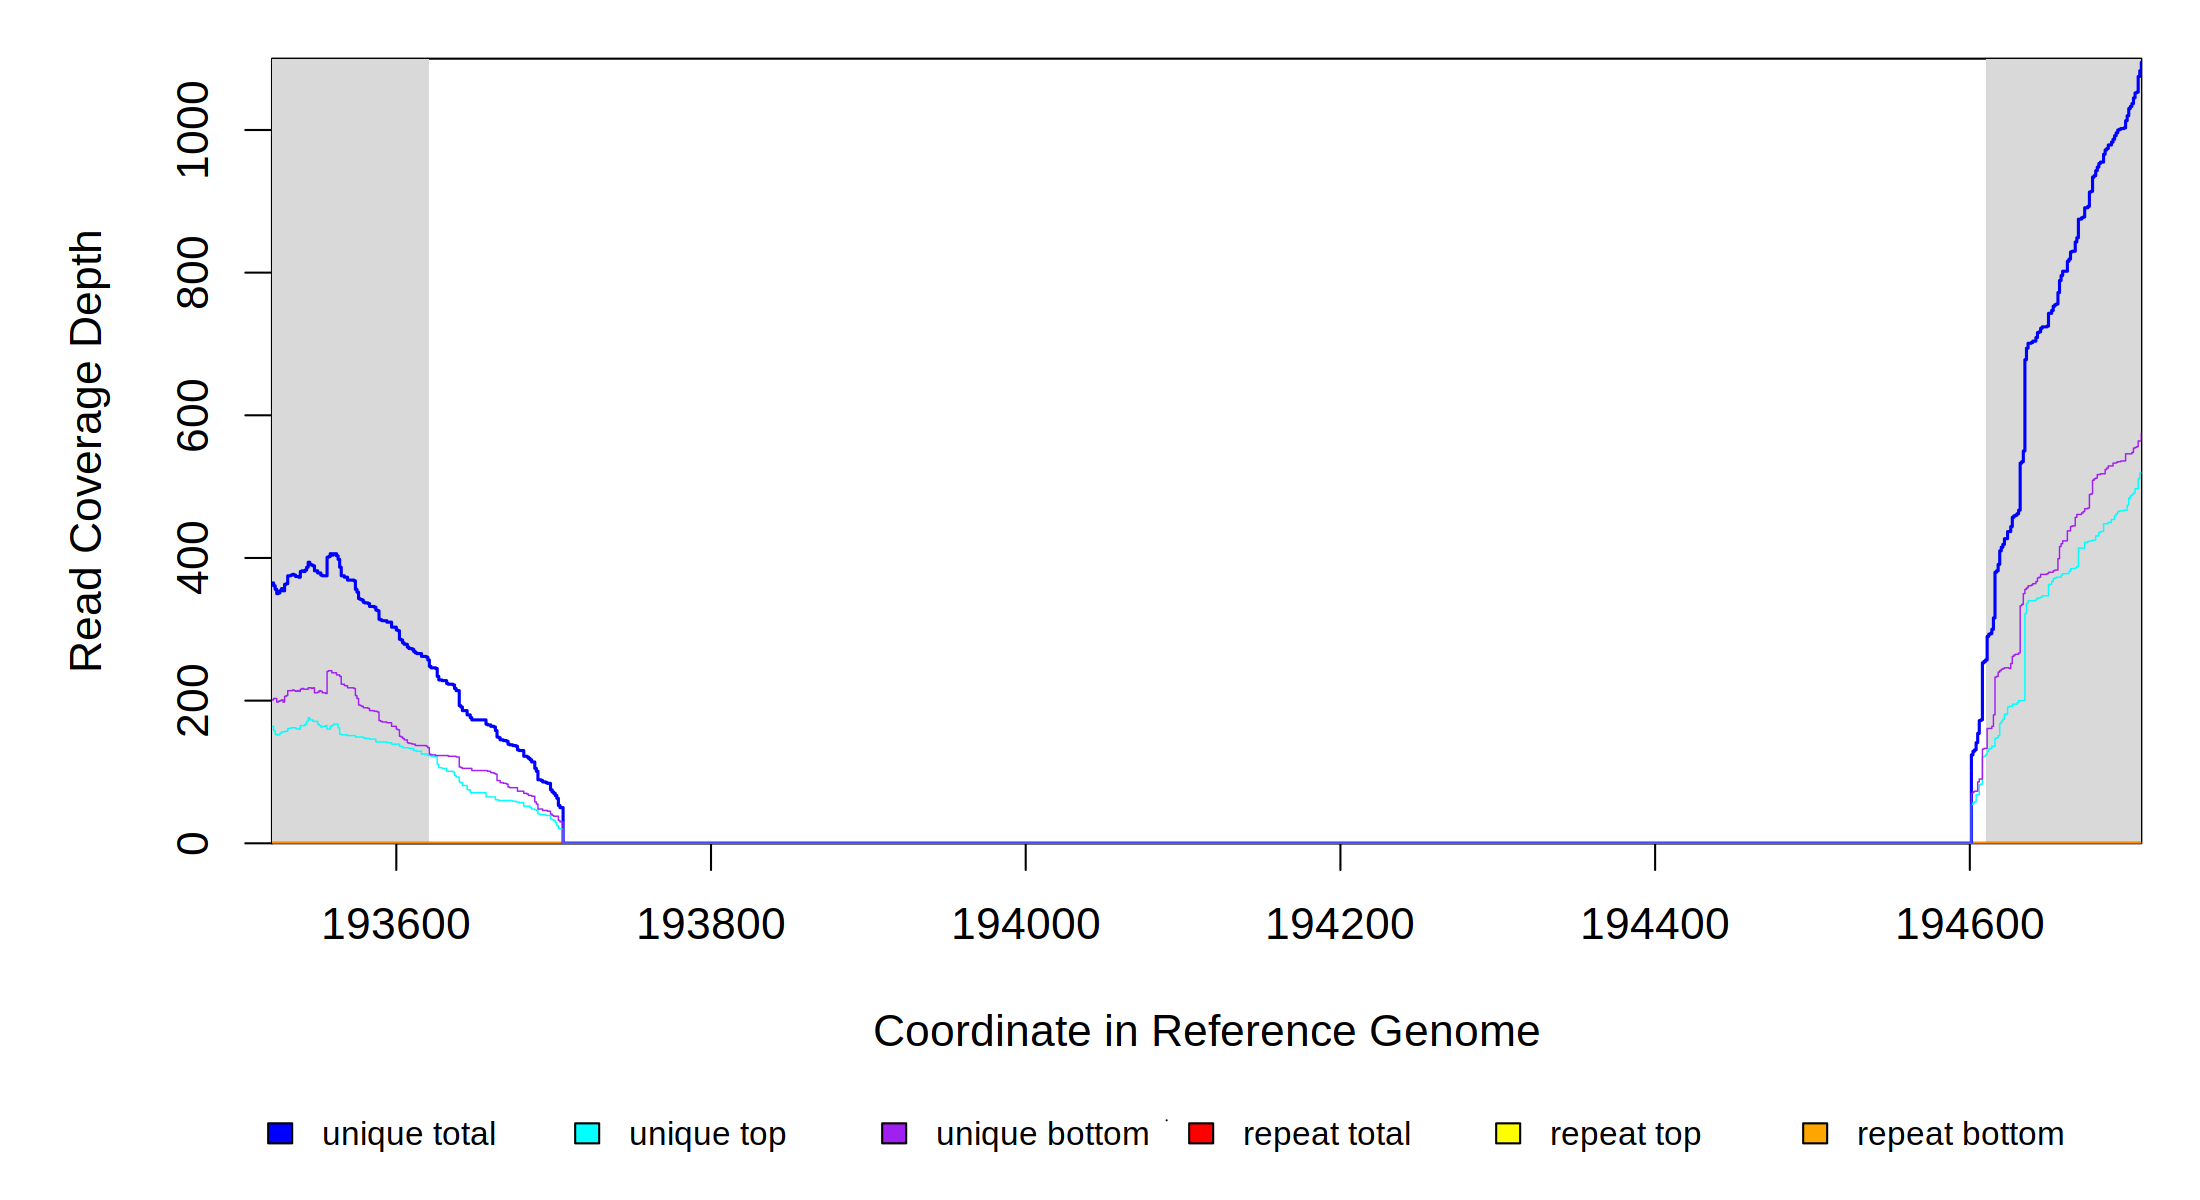 Read Coverage Depth
1000
800
600
400
200
0
193600 193800 194000 194200 194400 194600
Coordinate in Reference Genome
unique total unique top unique bottom repeat total repeat top repeat bottom